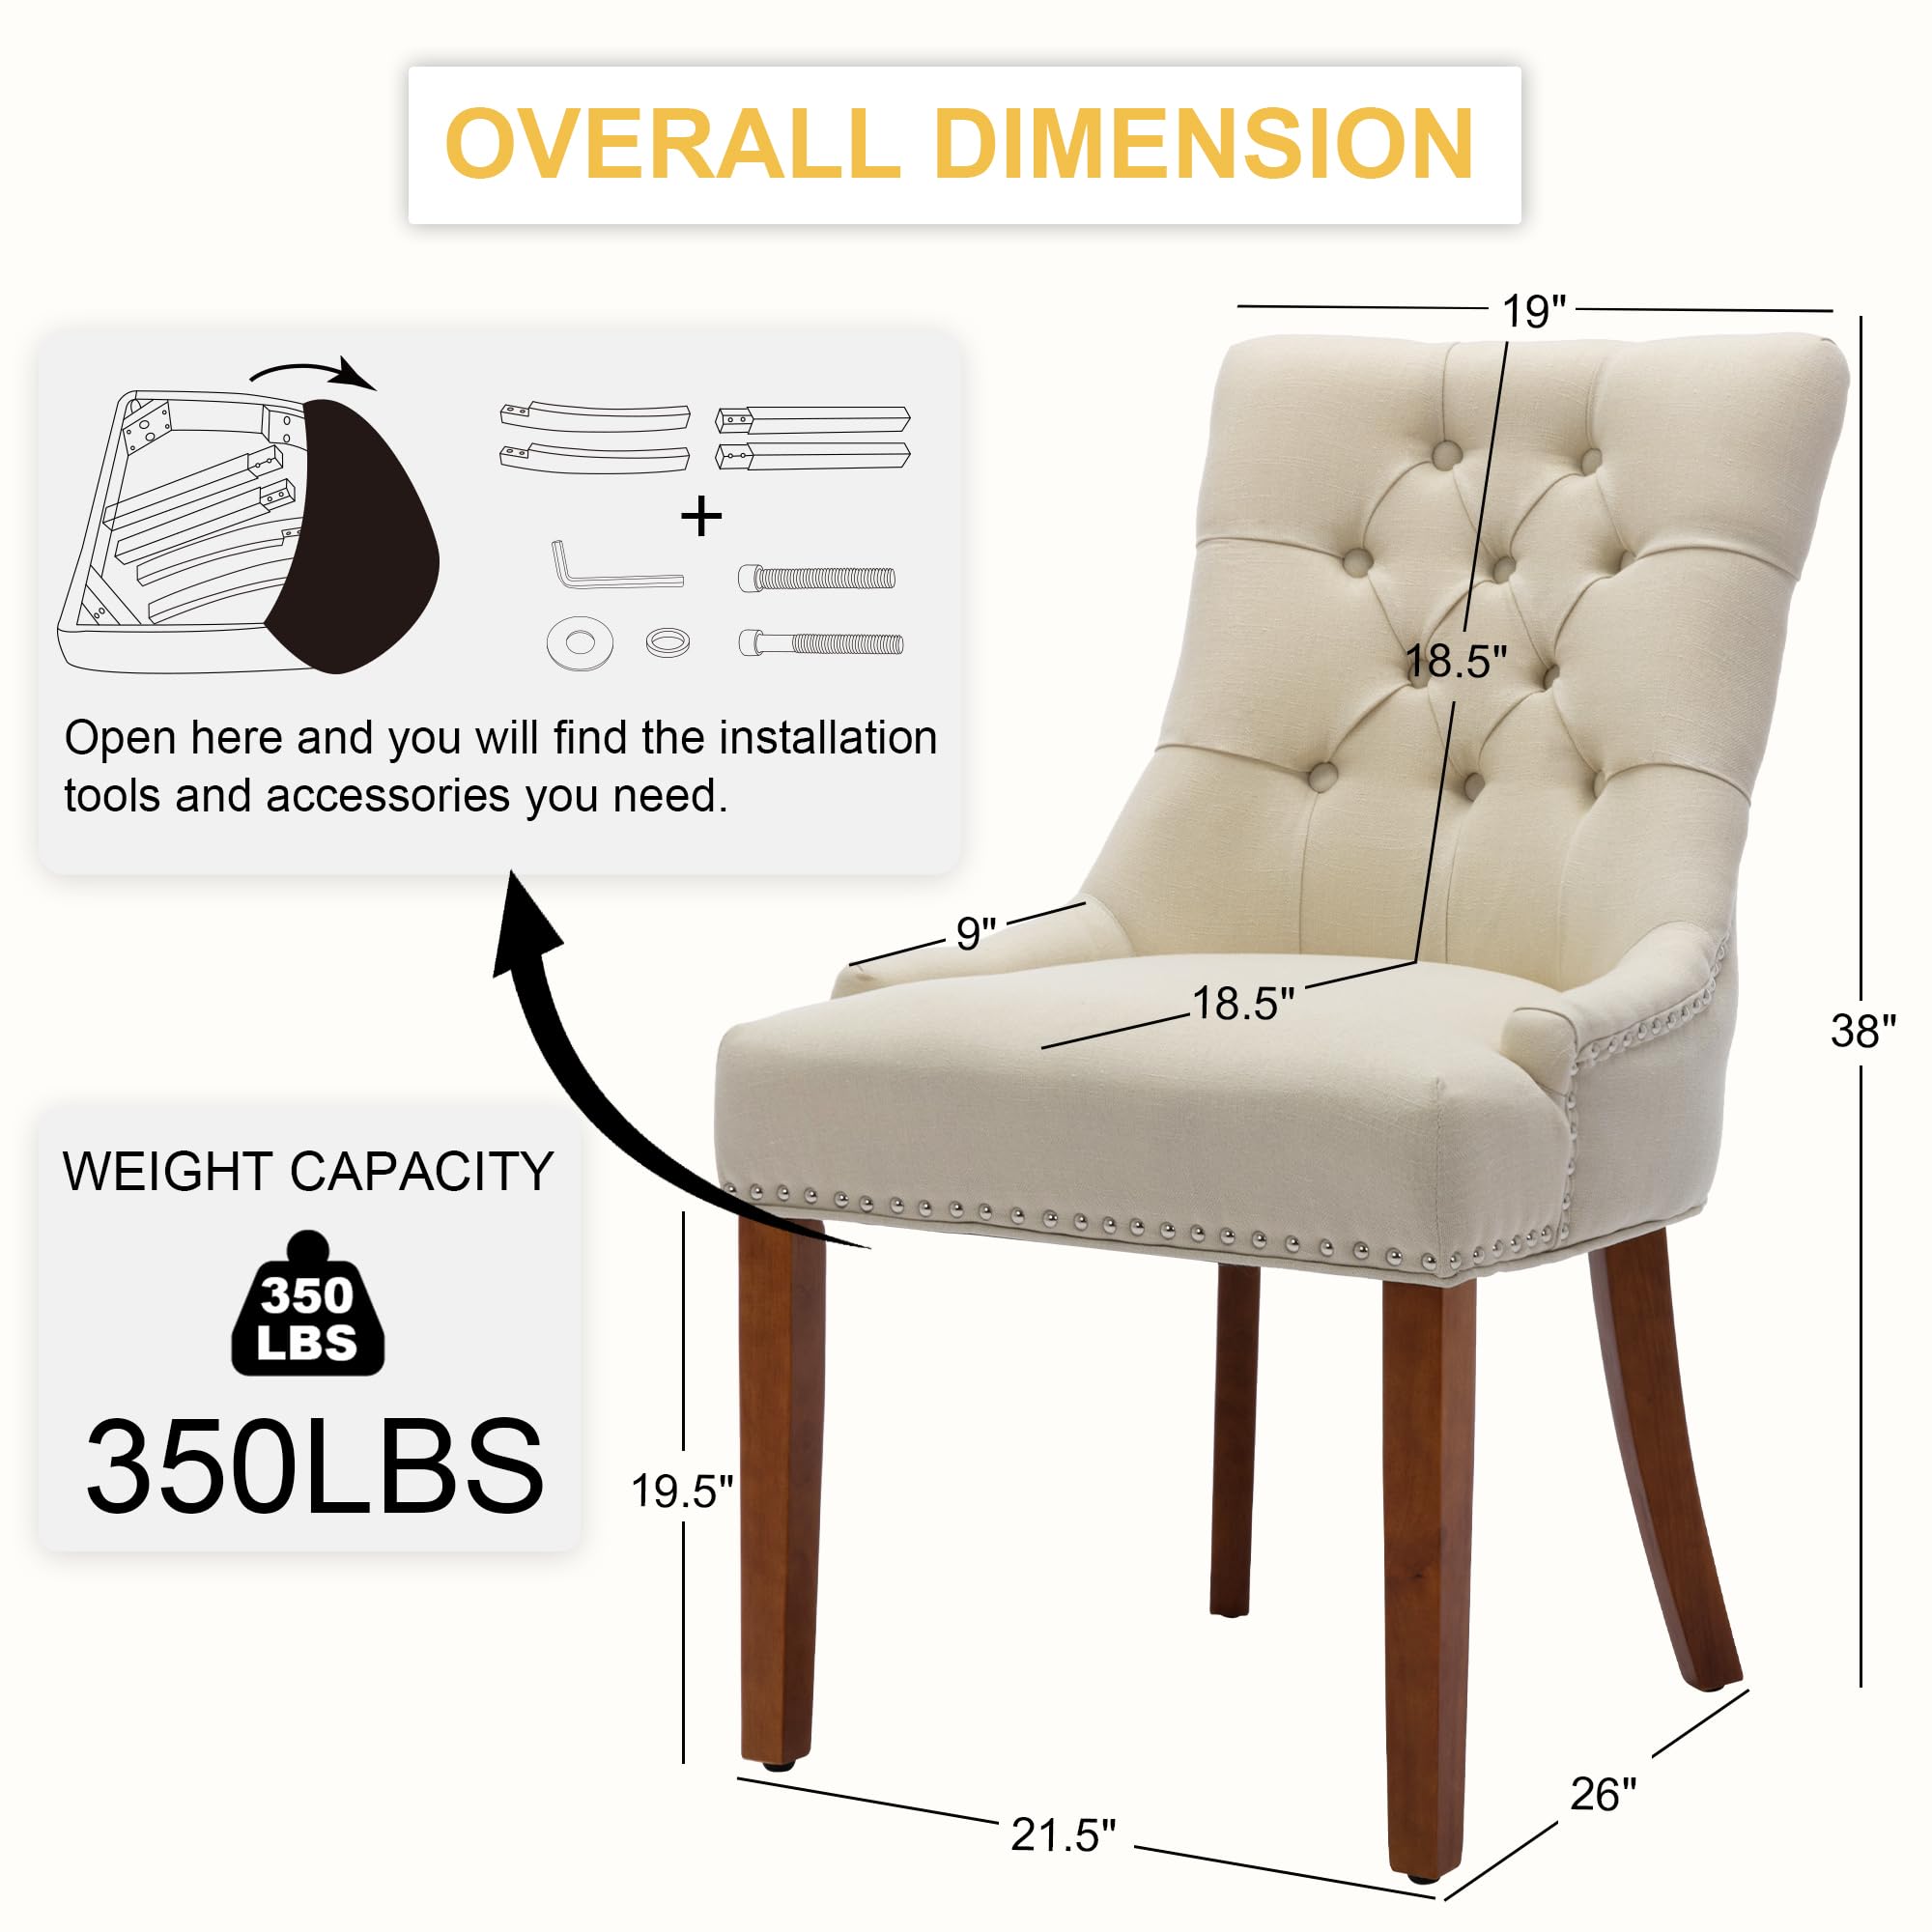 OVERALL DIMENSION
19"
18.5"
Open here and you will find the installation
tools and accessories you need.
9"
18.5"
38"
WEIGHT CAPACITY
350
LBS
350LBS
19.5"
26"
21.5"